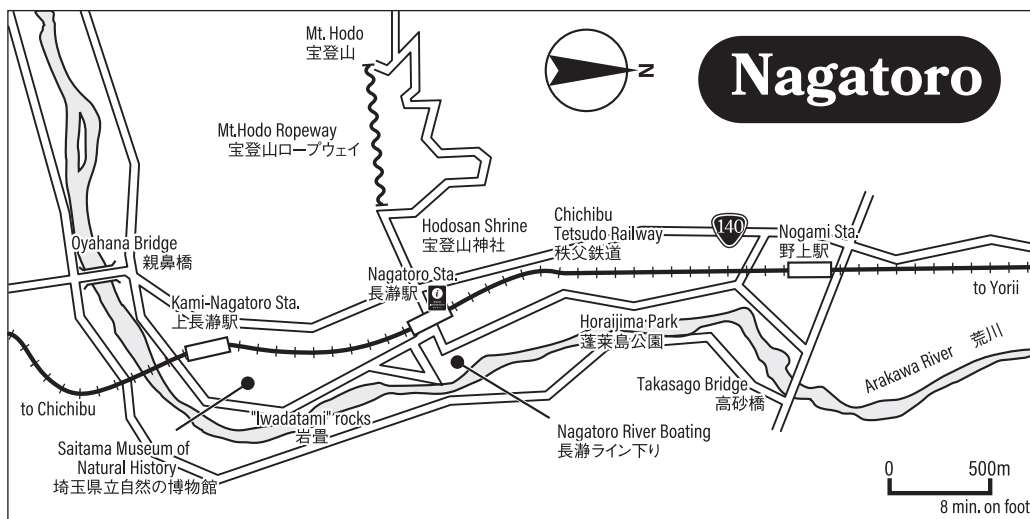 Nagatoro
N
Mt. Hodo
宝登山
Mt.Hodo Ropeway
宝登山ロープウェイ
Hodosan Shrine
宝登山神社
Chichibu
Tetsudo Railway
秩父鉄道
140
Nogami Sta.
野上駅
Oyahana Bridge
親鼻橋
Nagatoro Sta.
長瀞駅
i
Kami-Nagatoro Sta.
上長瀞駅
to Yorii
Horaijima Park
蓬莱島公園
Arakawa River 荒川
Takasago Bridge
高砂橋
to Chichibu
"Iwadatami" rocks
岩畳
Saitama Museum of
Natural History
埼玉県立自然の博物館
Nagatoro River Boating
長瀞ライン下り
0 500m
8 min. on foot